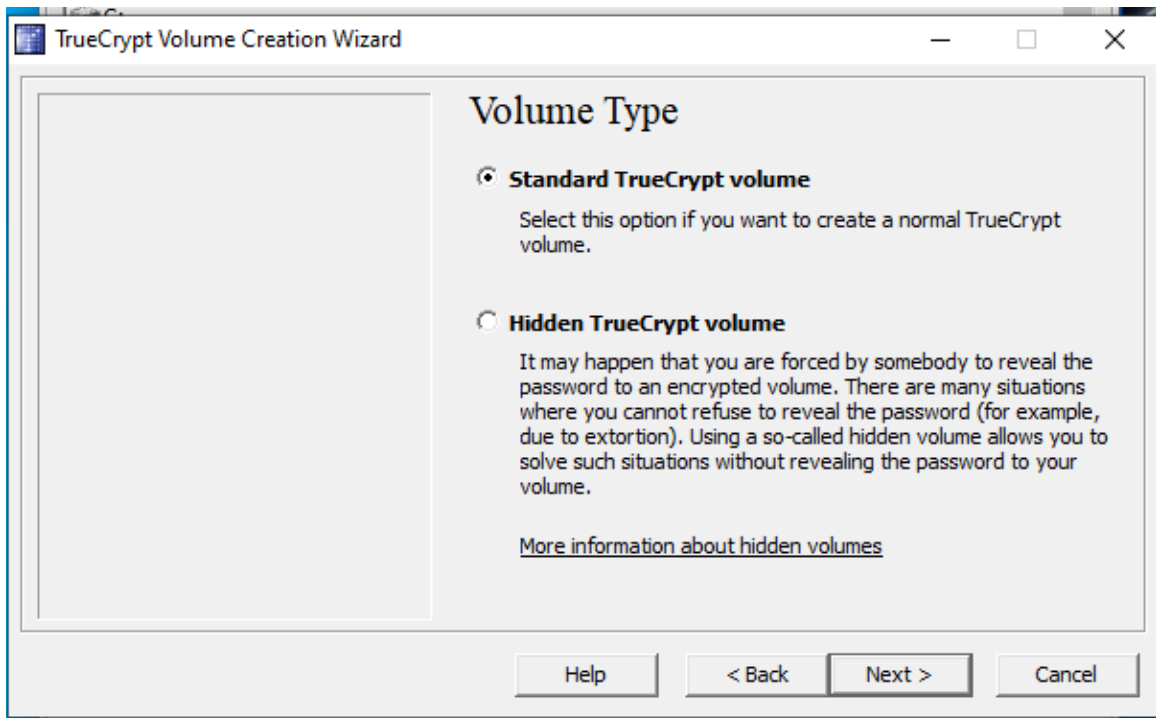 TrueCrypt Volume Creation Wizard
Volume Type
Standard TrueCrypt volume
Select this option if you want to create a normal TrueCrypt
volume.
Hidden TrueCrypt volume
It may happen that you are forced by somebody to reveal the
password to an encrypted volume. There are many situations
where you cannot refuse to reveal the password (for example,
due to extortion). Using a so-called hidden volume allows you to
solve such situations without revealing the password to your
volume.
More information about hidden volumes
Help
< Back
Next >
Cancel